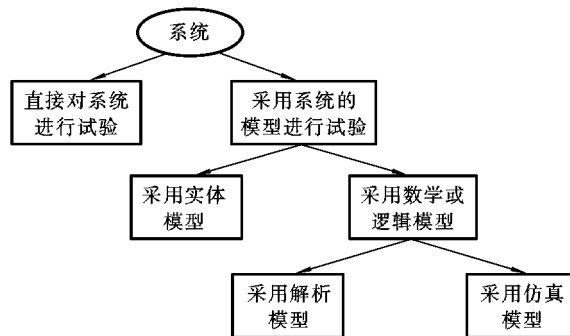 系统
直接对系统
进行试验
采用系统的
模型进行试验
采用实体
模型
采用数学或
逻辑模型
采用解析
模型
采用仿真
模型